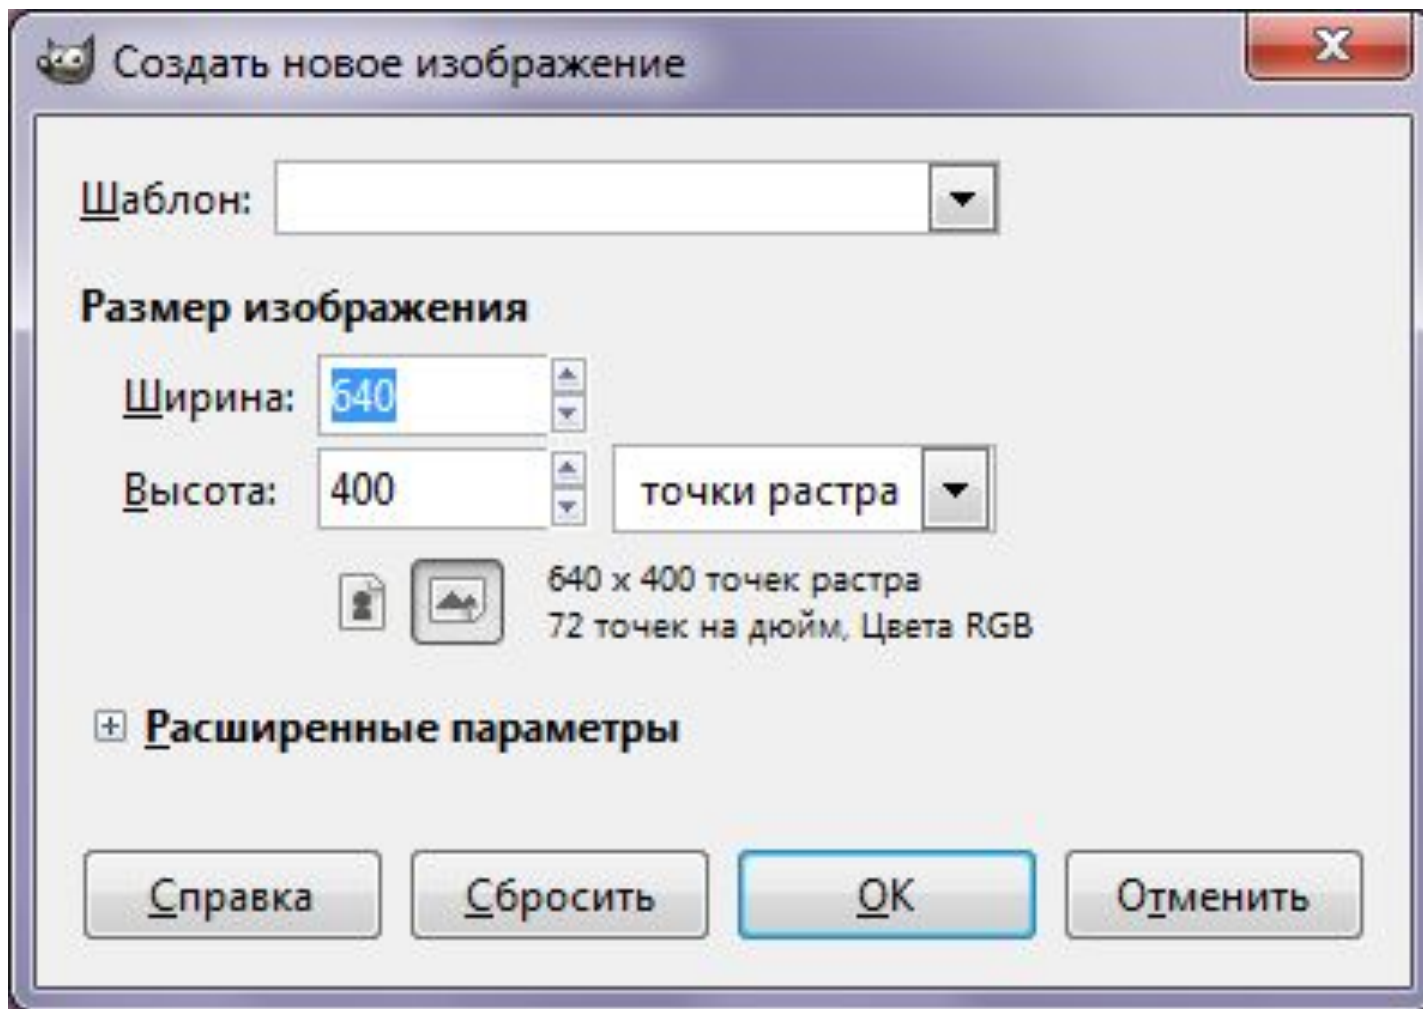 Создать новое изображение
Шаблон:
Размер изображения
Ширина: 640
Высота: 400 точки растра
640 x 400 точек растра
72 точек на дюйм, Цвета RGB
Расширенные параметры
Справка Сбросить OK Отменить